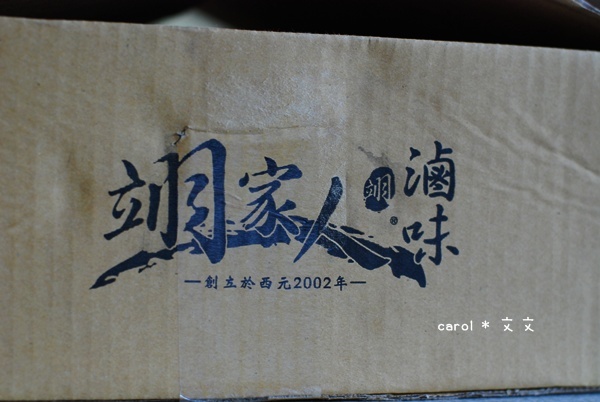 翊家人
翊
®
滷味
—創立於西元2002年—
carol * 文文